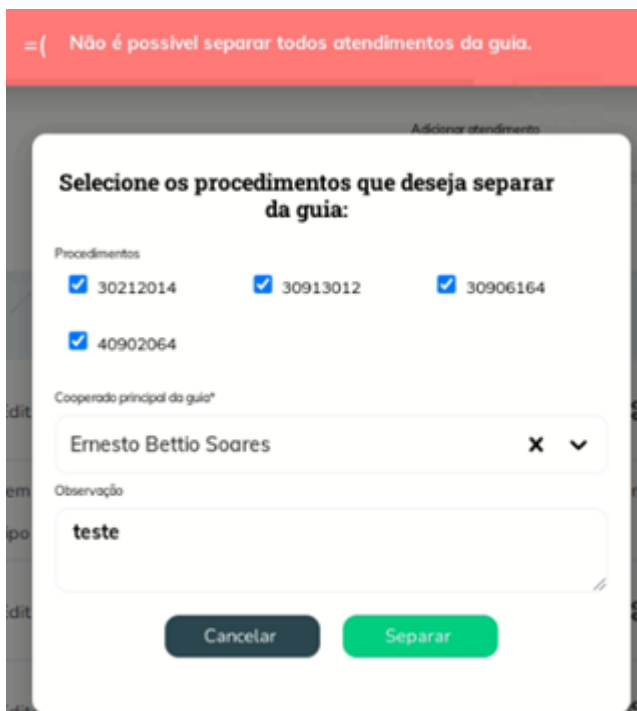 =( Não é possivel separar todos atendimentos da guia.
Adicionar atendimento
Selecione os procedimentos que deseja separar
da guia:
Procedimentos
30212014 30913012 30906164
40902064
Cooperado principal da guia*
Ernesto Bettio Soares
Observação
teste
Cancelar Separar